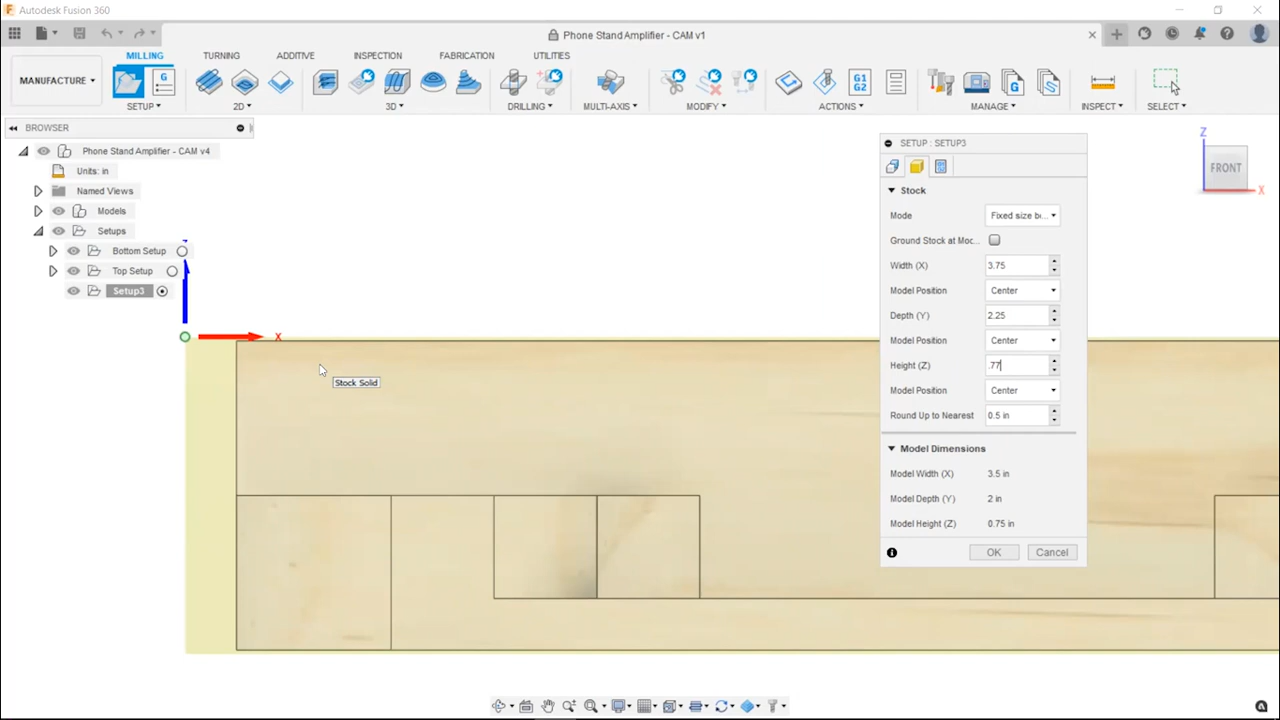 Autodesk Fusion 360
Phone Stand Amplifier - CAM v1
MANUFACTURE
MILLING TURNING ADDITIVE INSPECTION FABRICATION UTILITIES
G
G1
G2
G
SETUP 2D 3D DRILLING MULTI-AXIS MODIFY ACTIONS MANAGE INSPECT SELECT
BROWSER
Phone Stand Amplifier - CAM v4
Units: in
Named Views
Models
Setups
Bottom Setup
Top Setup
Setup3
X
Stock Solid
SETUP : SETUP3
Stock
Mode Fixed size b...
Ground Stock at Moc...
Width (X) 3.75
Model Position Center
Depth (Y) 2.25
Model Position Center
Height (Z) .77
Model Position Center
Round Up to Nearest 0.5 in
Model Dimensions
Model Width (X) 3.5 in
Model Depth (Y) 2 in
Model Height (Z) 0.75 in
OK Cancel
Z
FRONT
X